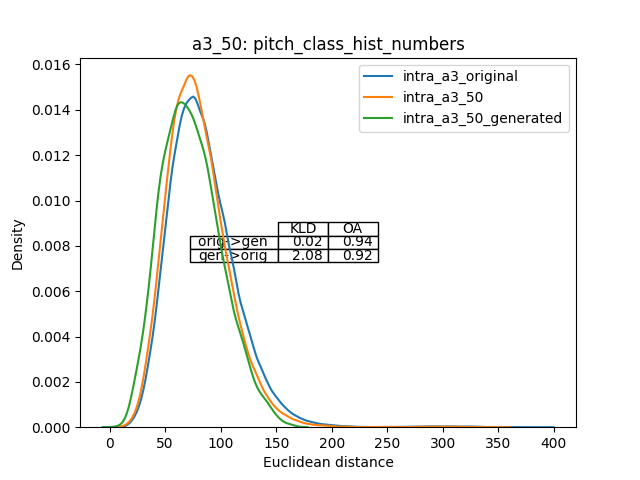 a3_50: pitch_class_hist_numbers
0.016
0.014
0.012
0.010
0.008
0.006
0.004
0.002
0.000
Density
intra_a3_original
intra_a3_50
intra_a3_50_generated
KLD OA
orig->gen 0.02 0.94
gen->orig 2.08 0.92
0 50 100 150 200 250 300 350 400
Euclidean distance